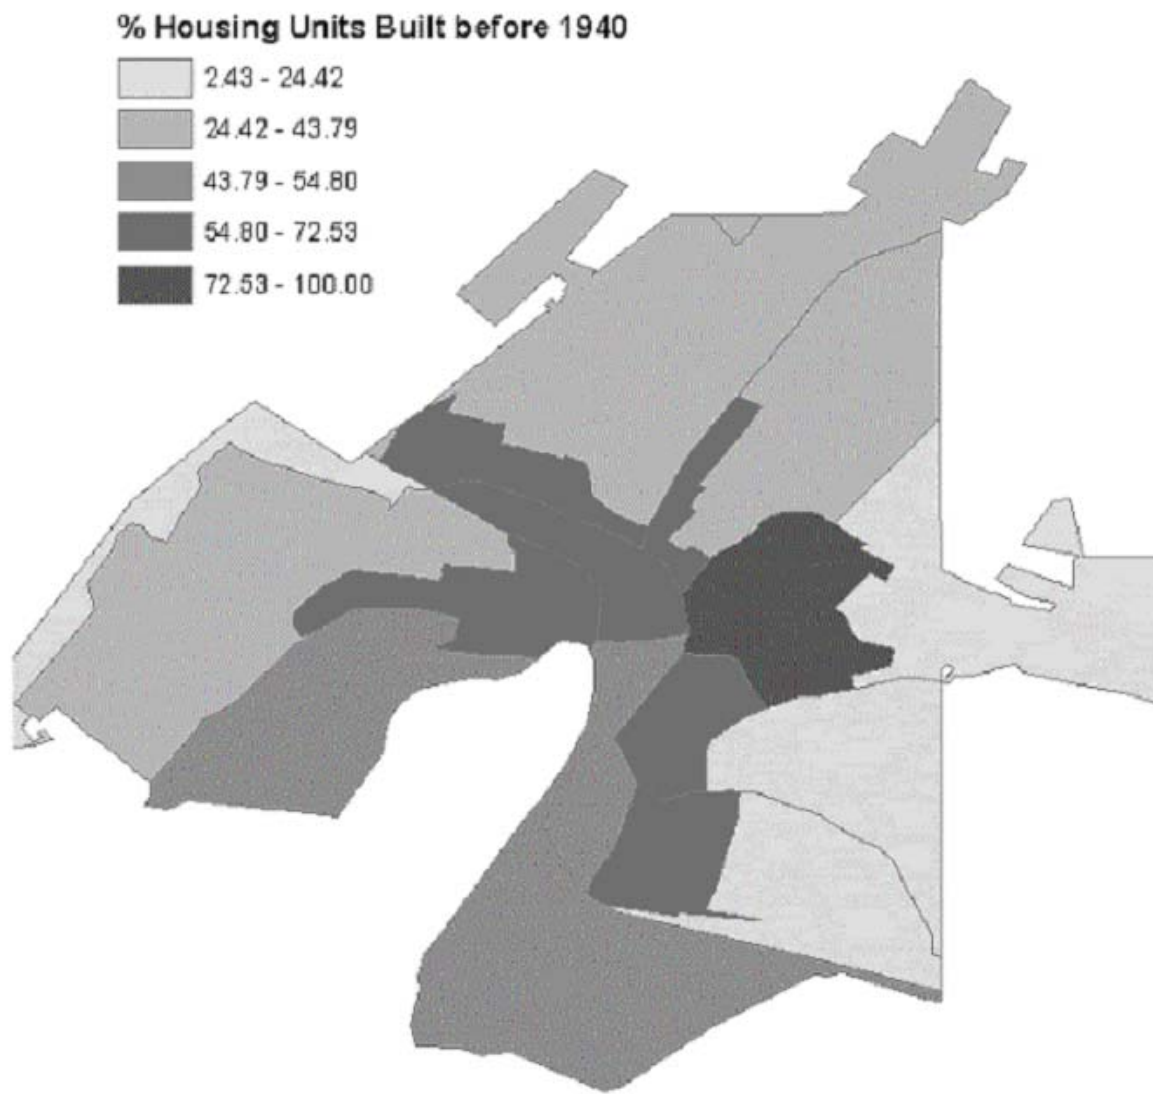 % Housing Units Built before 1940
2.43 - 24.42
24.42 - 43.79
43.79 - 54.80
54.80 - 72.53
72.53 - 100.00